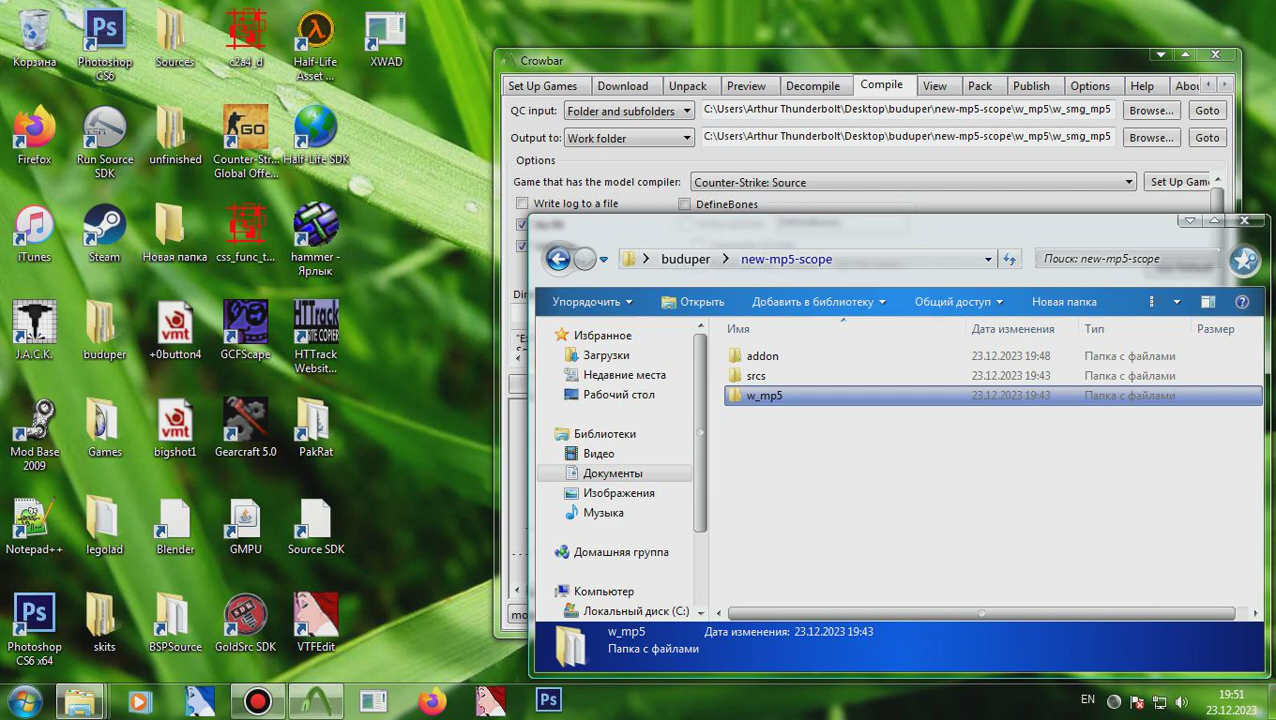 Корзина
Photoshop CS6
Sources
c2a4_d
Half-Life Asset ...
XWAD
Firefox
Run Source SDK
unfinished
Counter-Str... Global Offe...
Half-Life SDK
iTunes
Steam
Новая папка
css_func_t...
hammer - Ярлык
J.A.C.K.
buduper
vmt
+0button4
GCFScape
HTTrack WEBSITE COPIER
HTTrack Websit...
Mod Base 2009
Games
vmt
bigshot1
Gearcraft 5.0
PakRat
Notepad++
legolad
Blender
GMPU
Source SDK
Photoshop CS6 x64
skits
BSPSource
GoldSrc SDK
VTFEdit
Crowbar
Set Up Games Download Unpack Preview Decompile Compile View Pack Publish Options Help Abou
QC input: Folder and subfolders C:\Users\Arthur Thunderbolt\Desktop\buduper\new-mp5-scope\w_mp5\w_smg_mp5 Browse... Goto
Output to: Work folder C:\Users\Arthur Thunderbolt\Desktop\buduper\new-mp5-scope\w_mp5\w_smg_mp5 Browse... Goto
Options
Game that has the model compiler: Counter-Strike: Source Set Up Gam
Write log to a file DefineBones
buduper new-mp5-scope Поиск: new-mp5-scope
Упорядочить Открыть Добавить в библиотеку Общий доступ Новая папка
Имя Дата изменения Тип Размер
addon 23.12.2023 19:48 Папка с файлами
srcs 23.12.2023 19:43 Папка с файлами
w_mp5 23.12.2023 19:43 Папка с файлами
Избранное
Загрузки
Недавние места
Рабочий стол
Библиотеки
Видео
Документы
Изображения
Музыка
Домашняя группа
Компьютер
Локальный диск (C:)
w_mp5 Дата изменения: 23.12.2023 19:43
Папка с файлами
EN
19:51
23.12.2023